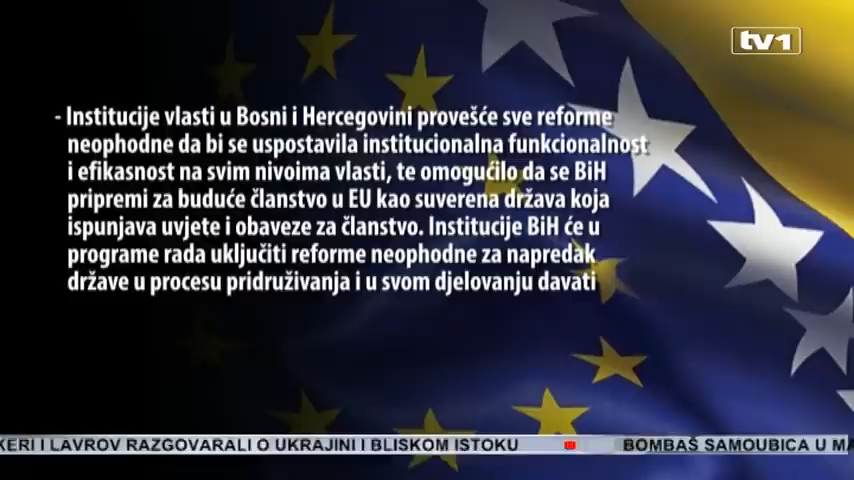 tv1
- Institucije vlasti u Bosni i Hercegovini provešće sve reforme
neophodne da bi se uspostavila institucionalna funkcionalnost
i efikasnost na svim nivoima vlasti, te omogućilo da se BiH
pripremi za buduće članstvo u EU kao suverena država koja
ispunjava uvjete i obaveze za članstvo. Institucije BiH će u
programe rada uključiti reforme neophodne za napredak
države u procesu pridruživanja i u svom djelovanju davati
KERI I LAVROV RAZGOVARALI O UKRAJINI I BLISKOM ISTOKU BOMBAŠ SAMOUBICA U